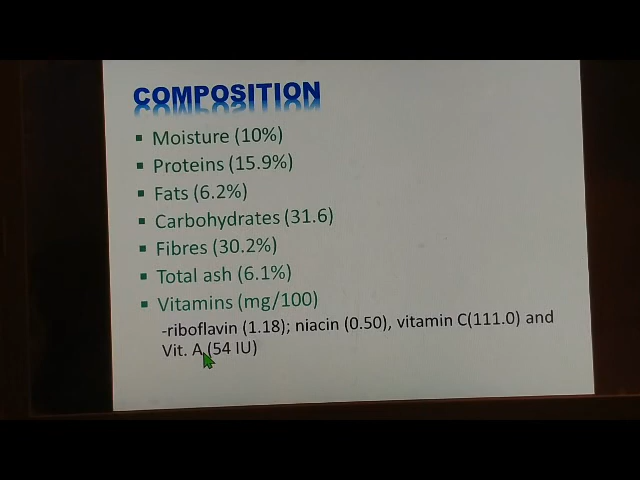 COMPOSITION
▪ Moisture (10%)
▪ Proteins (15.9%)
▪ Fats (6.2%)
▪ Carbohydrates (31.6)
▪ Fibres (30.2%)
▪ Total ash (6.1%)
▪ Vitamins (mg/100)
-riboflavin (1.18); niacin (0.50), vitamin C(111.0) and
Vit. A (54 IU)